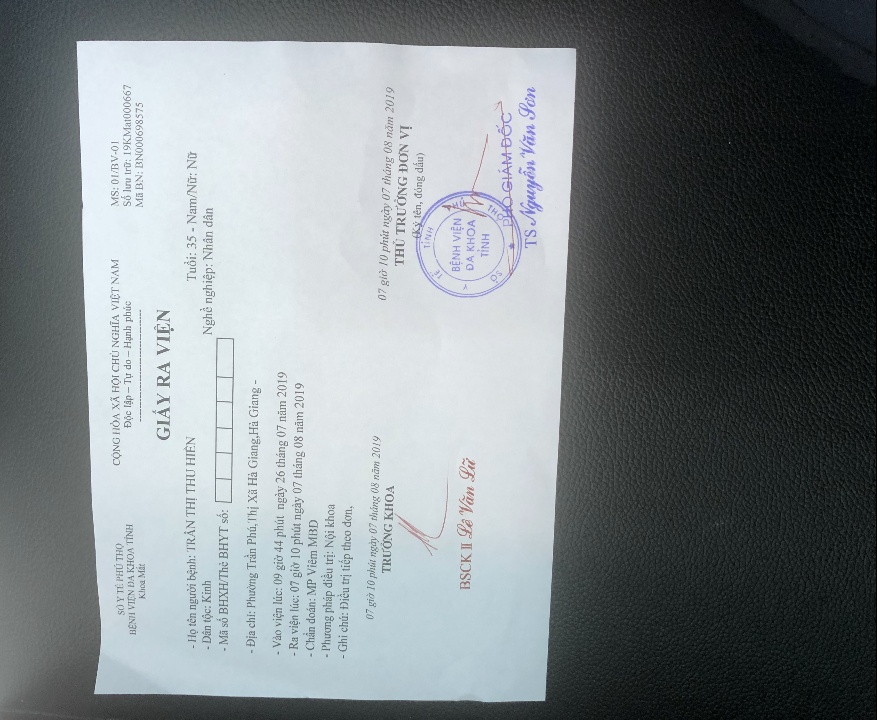 SỞ Y TẾ PHÚ THỌ
BỆNH VIỆN ĐA KHOA TỈNH
Khoa Mắt
CỘNG HÒA XÃ HỘI CHỦ NGHĨA VIỆT NAM
Độc lập – Tự do – Hạnh phúc
MS: 01/BV-01
Số lưu trữ: 19KMat000667
Mã BN: BN000698575
GIẤY RA VIỆN
- Họ tên người bệnh: TRẦN THỊ THU HIỀN
Tuổi: 35 - Nam/Nữ: Nữ
- Dân tộc: Kinh
Nghề nghiệp: Nhân dân
- Mã số BHXH/Thẻ BHYT số:
- Địa chỉ: Phường Trần Phú,Thị Xã Hà Giang,Hà Giang -
- Vào viện lúc: 09 giờ 44 phút ngày 26 tháng 07 năm 2019
- Ra viện lúc: 07 giờ 10 phút ngày 07 tháng 08 năm 2019
- Chẩn đoán: MP Viêm MBĐ
- Phương pháp điều trị: Nội khoa
- Ghi chú: Điều trị tiếp theo đơn,
07 giờ 10 phút ngày 07 tháng 08 năm 2019
TRƯỞNG KHOA
BSCK II Lê Văn Lữ
07 giờ 10 phút ngày 07 tháng 08 năm 2019
THỦ TRƯỞNG ĐƠN VỊ
(Ký tên, đóng dấu)
SỞ Y TẾ TỈNH PHÚ THỌ
BỆNH VIỆN
ĐA KHOA
TỈNH
PHÓ GIÁM ĐỐC
TS Nguyễn Văn Sơn